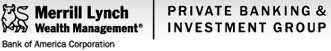 Merrill Lynch
Wealth Management®
Bank of America Corporation
PRIVATE BANKING &
INVESTMENT GROUP